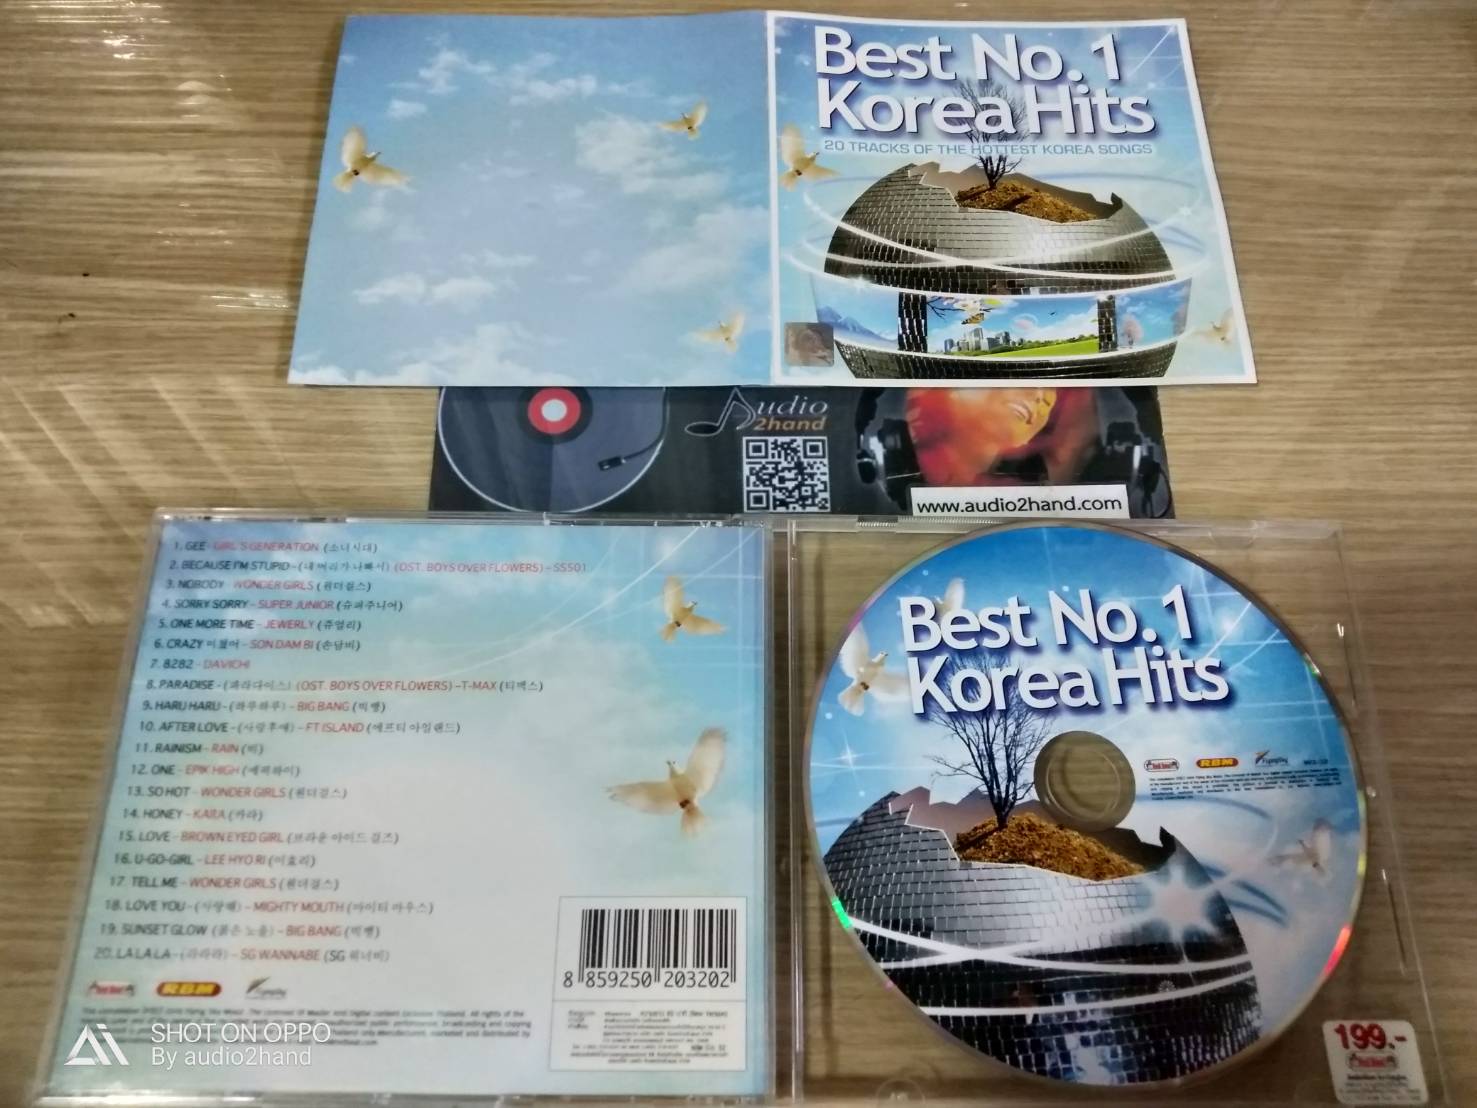 Best No. 1
Korea Hits
20 TRACKS OF THE HOTTEST KOREA SONGS
Audio
2hand
www.audio2hand.com
1. GEE - GIRL'S GENERATION (소녀시대)
2. BECAUSE I'M STUPID - (내 머리가 나빠서) (OST. BOYS OVER FLOWERS) - SS501
3. NOBODY - WONDER GIRLS (원더걸스)
4. SORRY SORRY - SUPER JUNIOR (슈퍼주니어)
5. ONE MORE TIME - JEWERLY (쥬얼리)
6. CRAZY 미쳤어 - SON DAM BI (손담비)
7. 8282 - DAVICHI
8. PARADISE - (파라다이스) (OST. BOYS OVER FLOWERS) -T-MAX (티맥스)
9. HARU HARU - (하루하루) - BIG BANG (빅뱅)
10. AFTER LOVE - (사랑후애) - FT ISLAND (에프티 아일랜드)
11. RAINISM - RAIN (비)
12. ONE - EPIK HIGH (에픽하이)
13. SO HOT - WONDER GIRLS (원더걸스)
14. HONEY - KARA (카라)
15. LOVE - BROWN EYED GIRL (브라운 아이드 걸즈)
16. U-GO-GIRL - LEE HYO RI (이효리)
17. TELL ME - WONDER GIRLS (원더걸스)
18. LOVE YOU - (사랑해) - MIGHTY MOUTH (마이티 마우스)
19. SUNSET GLOW (붉은 노을) - BIG BANG (빅뱅)
20. LA LA LA - (라라라) - SG WANNABE (SG 워너비)
RBM
8 859250 203202
Best No. 1
Korea Hits
RBM
199.-
SHOT ON OPPO
By audio2hand